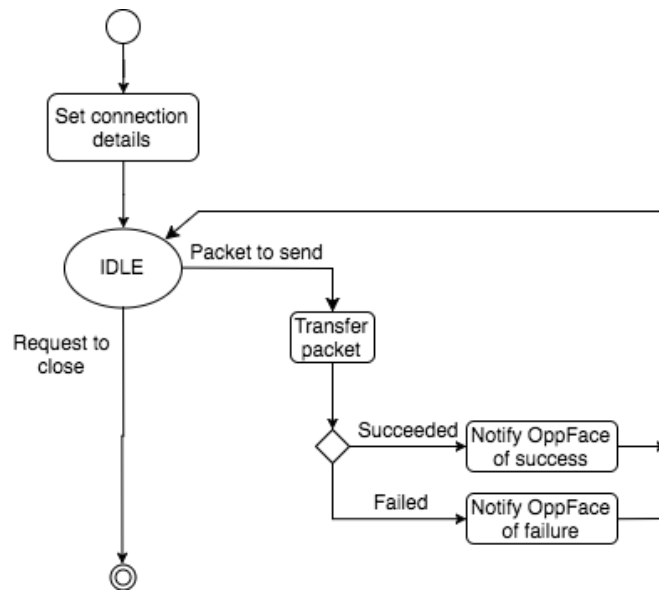 Set connection
details
IDLE
Packet to send
Request to
close
Transfer
packet
Succeeded
Notify OppFace
of success
Failed
Notify OppFace
of failure